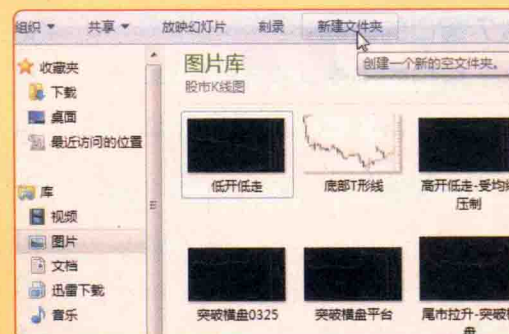 组织 共享 放映幻灯片 刻录 新建文件夹
创建一个新的空文件夹。
收藏夹
下载
桌面
最近访问的位置
库
视频
图片
文档
迅雷下载
音乐
图片库
股市K线图
低开低走
底部T形线
高开低走-受均线
压制
突破横盘0325
突破横盘平台
尾市拉升-突破横
盘